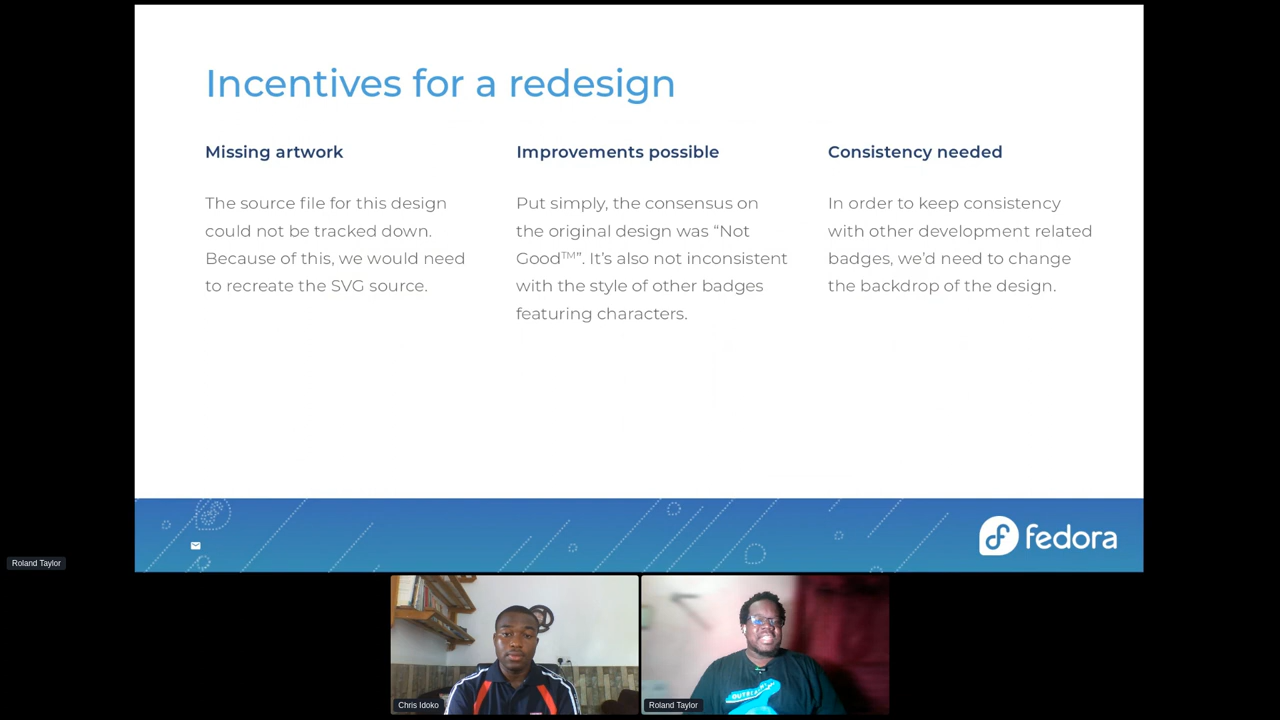 Incentives for a redesign
Missing artwork
The source file for this design
could not be tracked down.
Because of this, we would need
to recreate the SVG source.
Improvements possible
Put simply, the consensus on
the original design was “Not
Good™”. It’s also not inconsistent
with the style of other badges
featuring characters.
Consistency needed
In order to keep consistency
with other development related
badges, we’d need to change
the backdrop of the design.
fedora
Roland Taylor
Chris Idoko
Roland Taylor